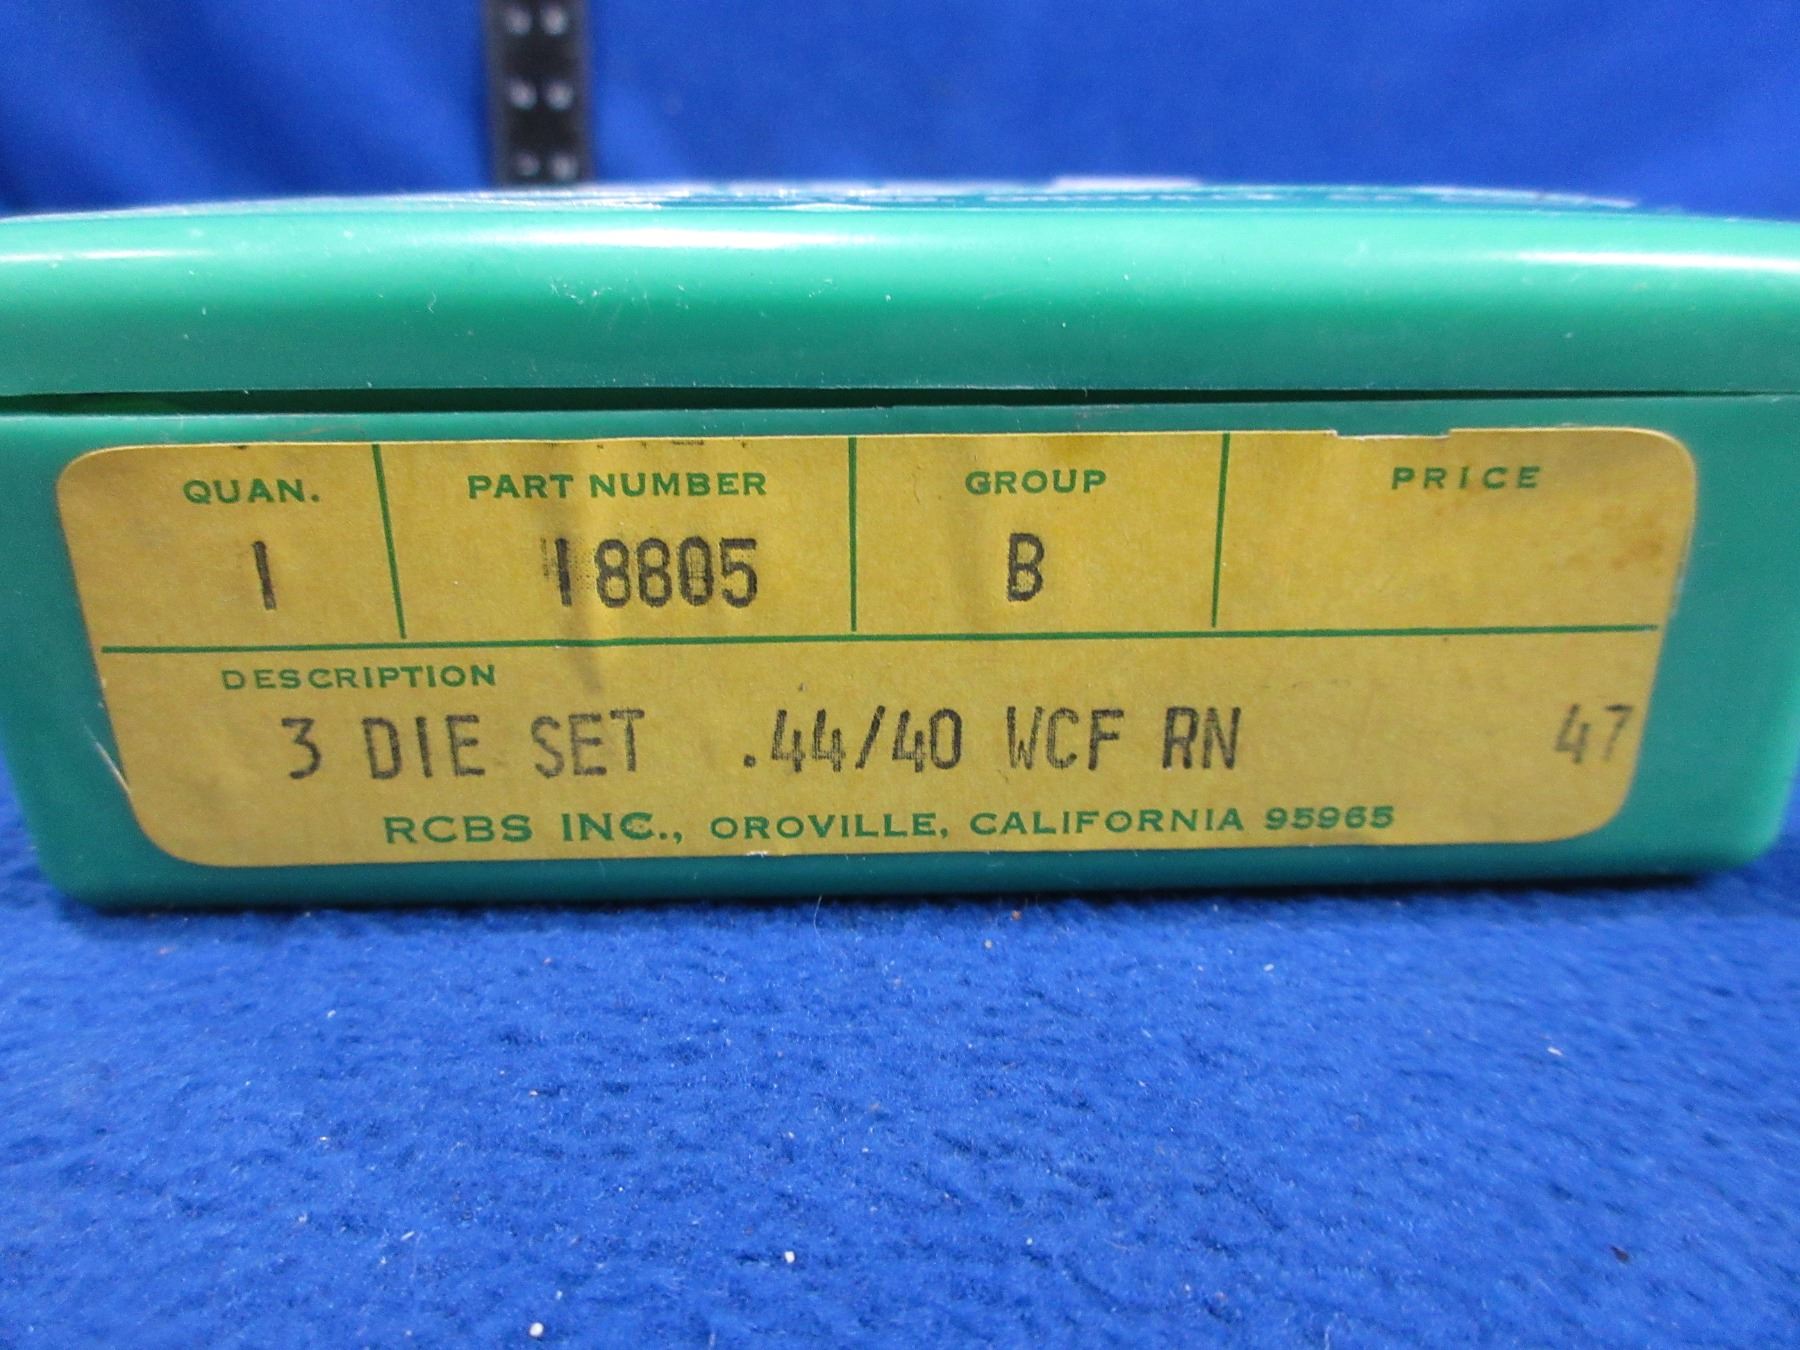 QUAN. PART NUMBER GROUP PRICE
1 18805 B
DESCRIPTION
3 DIE SET .44/40 WCF RN 47
RCBS INC., OROVILLE, CALIFORNIA 95965